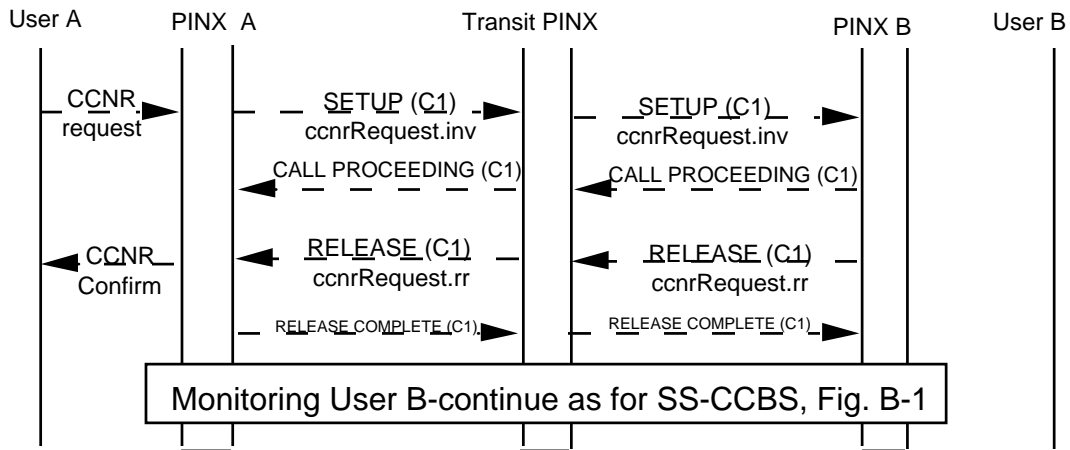 User A
PINX A
Transit PINX
PINX B
User B
CCNR
request
SETUP (C1)
ccnrRequest.inv
SETUP (C1)
ccnrRequest.inv
CALL PROCEEDING (C1)
CALL PROCEEDING (C1)
CCNR
Confirm
RELEASE (C1)
ccnrRequest.rr
RELEASE (C1)
ccnrRequest.rr
RELEASE COMPLETE (C1)
RELEASE COMPLETE (C1)
Monitoring User B-continue as for SS-CCBS, Fig. B-1